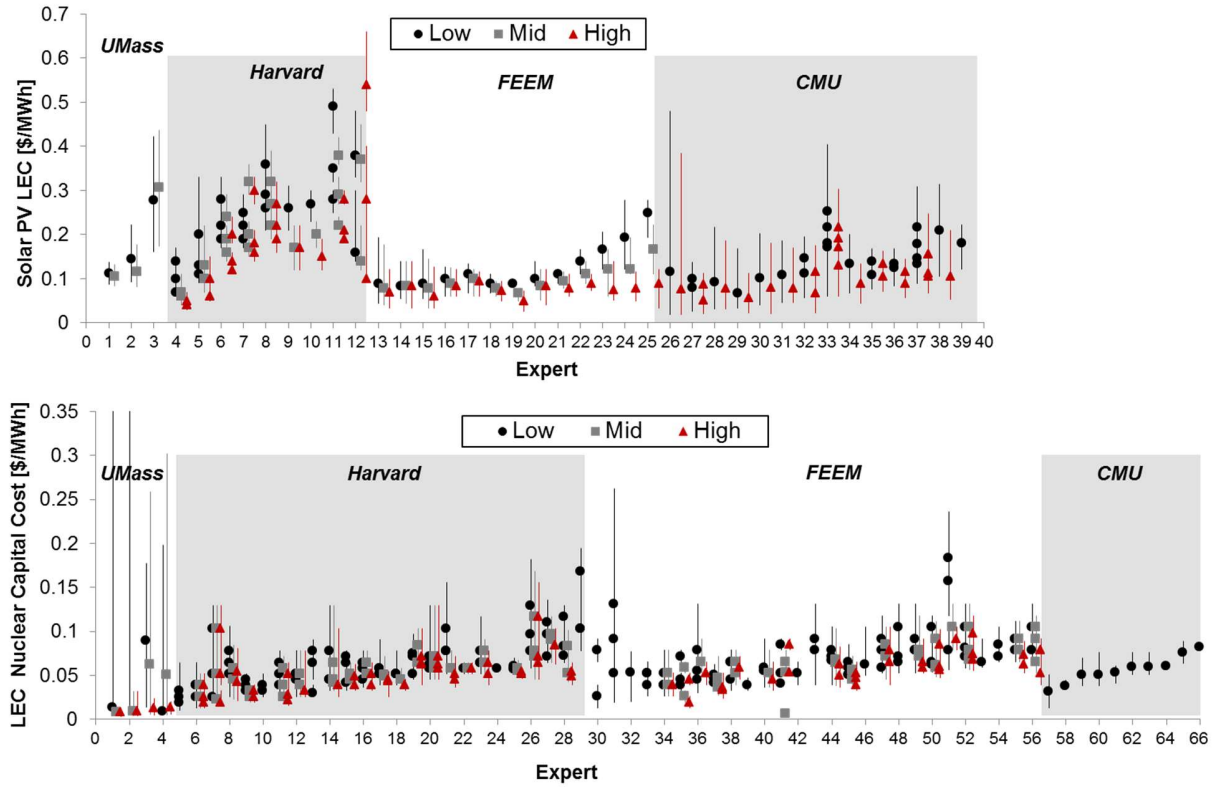 0.7
UMass
Low Mid High
0.6
Harvard
FEEM
CMU
0.5
0.4
0.3
0.2
0.1
0
Solar PV LEC [$/MWh]
0 1 2 3 4 5 6 7 8 9 10 11 12 13 14 15 16 17 18 19 20 21 22 23 24 25 26 27 28 29 30 31 32 33 34 35 36 37 38 39 40
Expert
0.35
Low Mid High
0.3
UMass
Harvard
FEEM
CMU
0.25
0.2
0.15
0.1
0.05
0
LEC Nuclear Capital Cost [$/MWh]
0 2 4 6 8 10 12 14 16 18 20 22 24 26 28 30 32 34 36 38 40 42 44 46 48 50 52 54 56 58 60 62 64 66
Expert